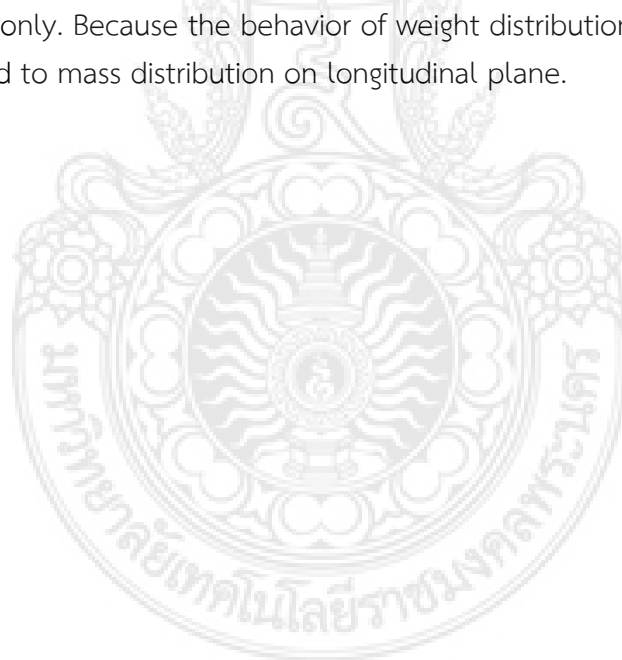 only. Because the behavior of weight distribution
d to mass distribution on longitudinal plane.
มหาวิทยาลัยเทคโนโลยีราชมงคลพระนคร